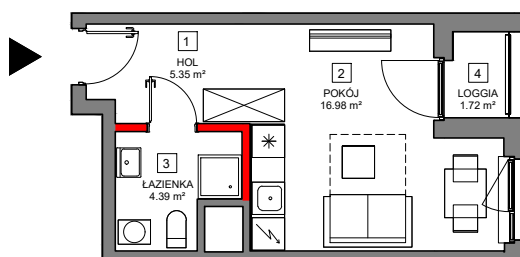 1
HOL
5.35 m²
2
POKÓJ
16.98 m²
4
LOGGIA
1.72 m²
3
ŁAZIENKA
4.39 m²